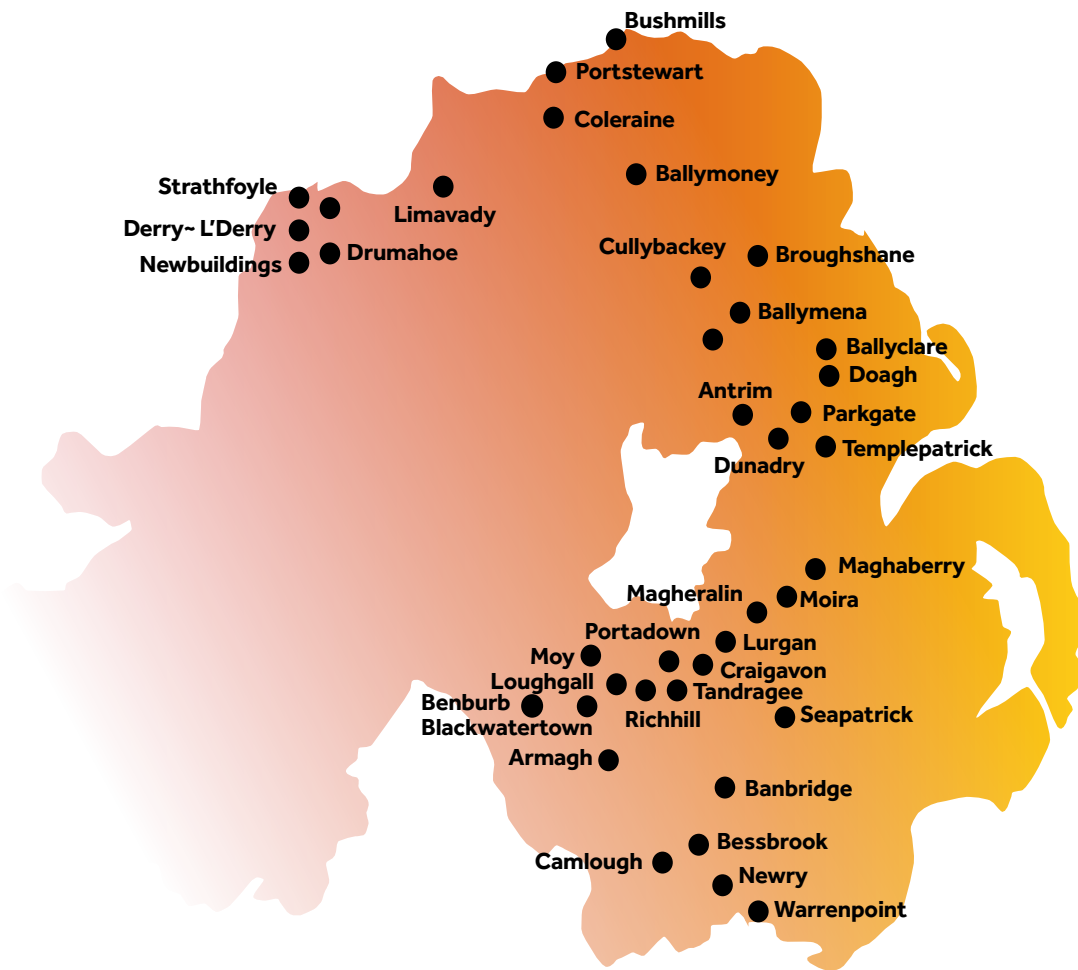 Bushmills
Portstewart
Coleraine
Ballymoney
Strathfoyle
Limavady
Derry~ L'Derry
Drumahoe
Newbuildings
Cullybackey
Broughshane
Ballymena
Ballyclare
Doagh
Antrim
Parkgate
Templepatrick
Dunadry
Maghaberry
Magheralin
Moira
Portadown
Lurgan
Moy
Craigavon
Loughgall
Tandragee
Benburb
Richhill
Seapatrick
Blackwatertown
Armagh
Banbridge
Bessbrook
Camlough
Newry
Warrenpoint